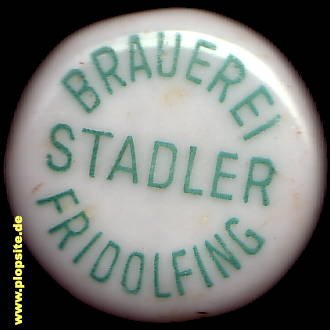 BRAUEREI
STADLER
FRIDOLFING
www.plopsite.de